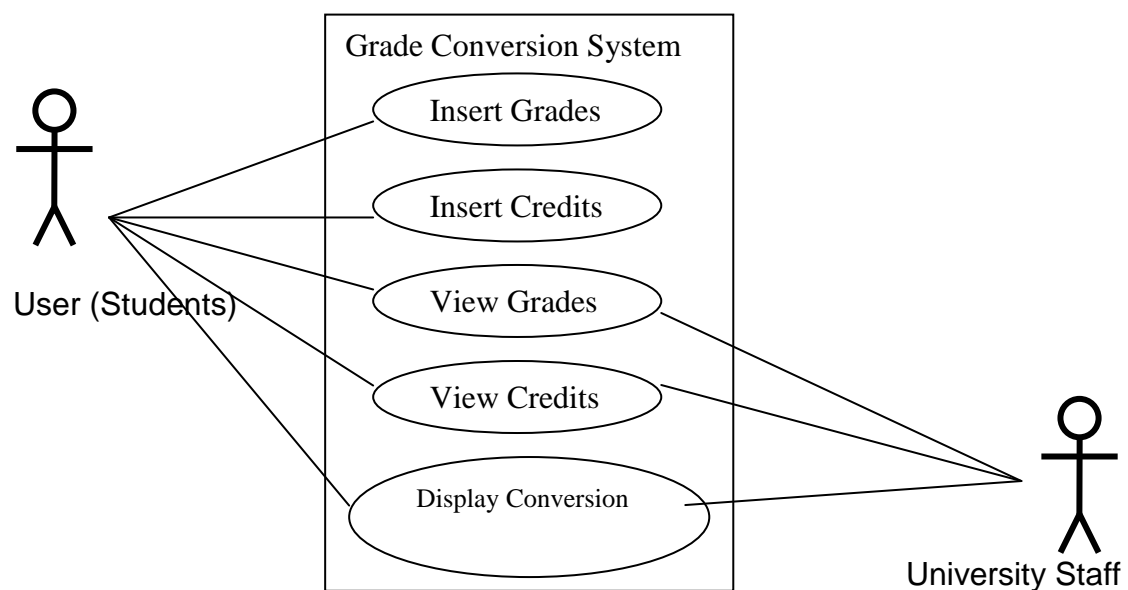 Grade Conversion System
Insert Grades
Insert Credits
View Grades
User (Students)
View Credits
Display Conversion
University Staff